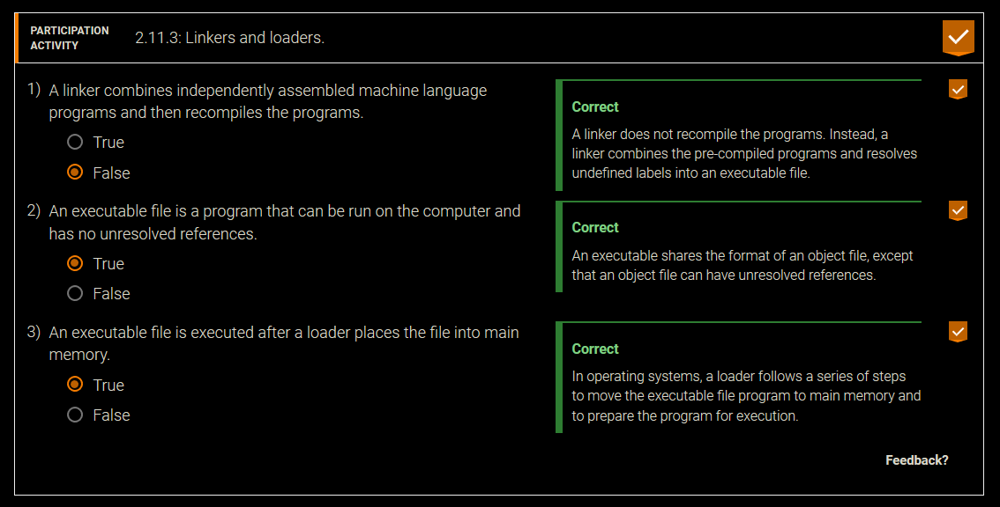 PARTICIPATION
ACTIVITY
2.11.3: Linkers and loaders.
1) A linker combines independently assembled machine language
programs and then recompiles the programs.
True
False
Correct
A linker does not recompile the programs. Instead, a
linker combines the pre-compiled programs and resolves
undefined labels into an executable file.
2) An executable file is a program that can be run on the computer and
has no unresolved references.
True
False
Correct
An executable shares the format of an object file, except
that an object file can have unresolved references.
3) An executable file is executed after a loader places the file into main
memory.
True
False
Correct
In operating systems, a loader follows a series of steps
to move the executable file program to main memory and
to prepare the program for execution.
Feedback?